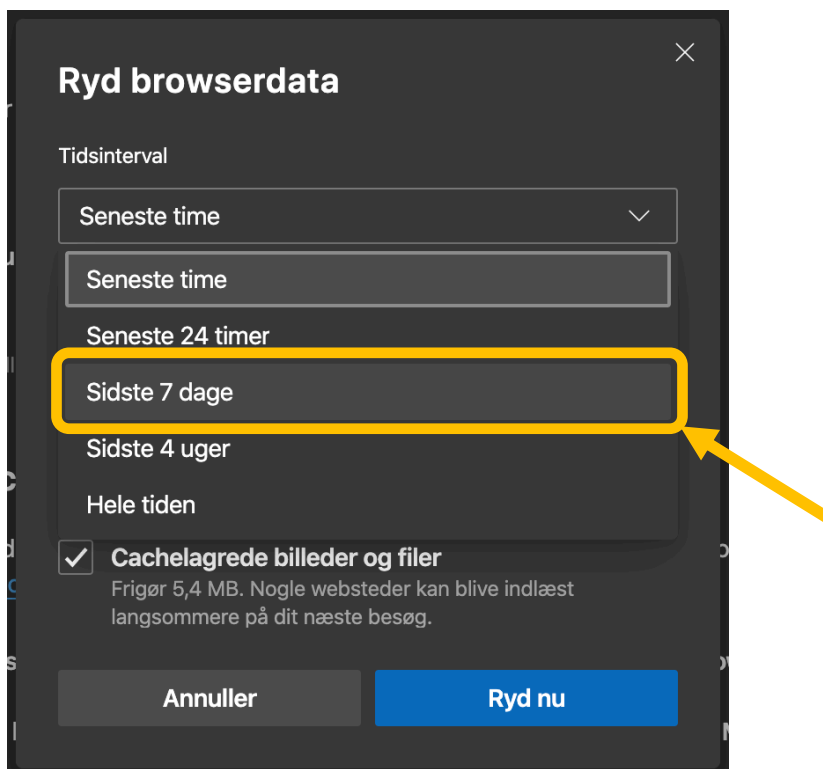 Ryd browserdata
Tidsinterval
Seneste time
Seneste time
Seneste 24 timer
Sidste 7 dage
Sidste 4 uger
Hele tiden
Cachelagrede billeder og filer
Frigør 5,4 MB. Nogle websteder kan blive indlæst
langsommere på dit næste besøg.
Annuller
Ryd nu